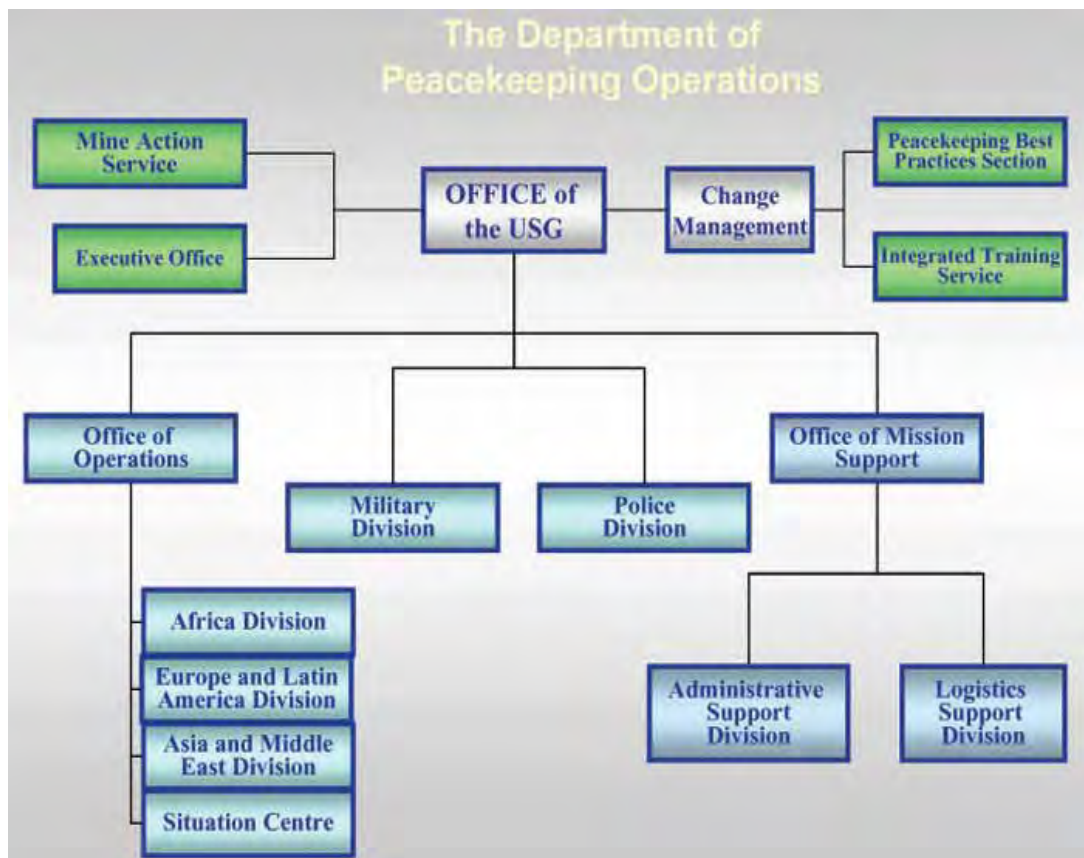 The Department of
Peacekeeping Operations
Mine Action
Service
Executive Office
OFFICE of
the USG
Change
Management
Peacekeeping Best
Practices Section
Integrated Training
Service
Office of
Operations
Military
Division
Police
Division
Office of Mission
Support
Africa Division
Europe and Latin
America Division
Asia and Middle
East Division
Situation Centre
Administrative
Support
Division
Logistics
Support
Division